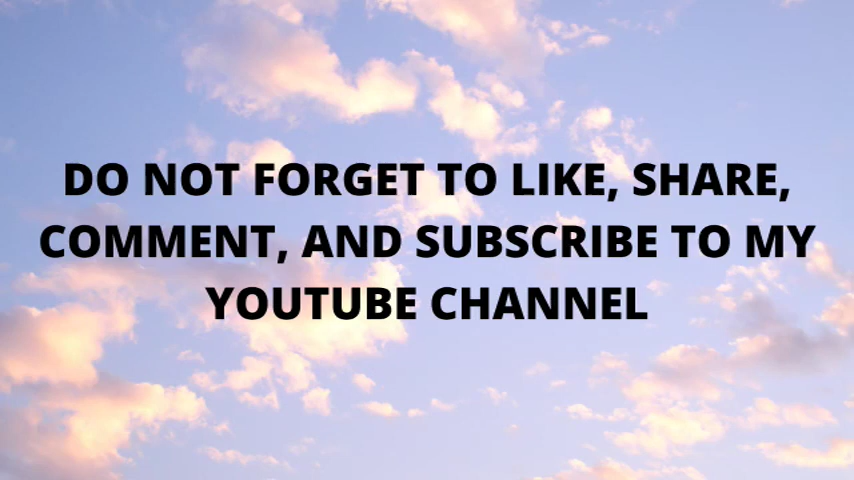 DO NOT FORGET TO LIKE, SHARE,
COMMENT, AND SUBSCRIBE TO MY
YOUTUBE CHANNEL